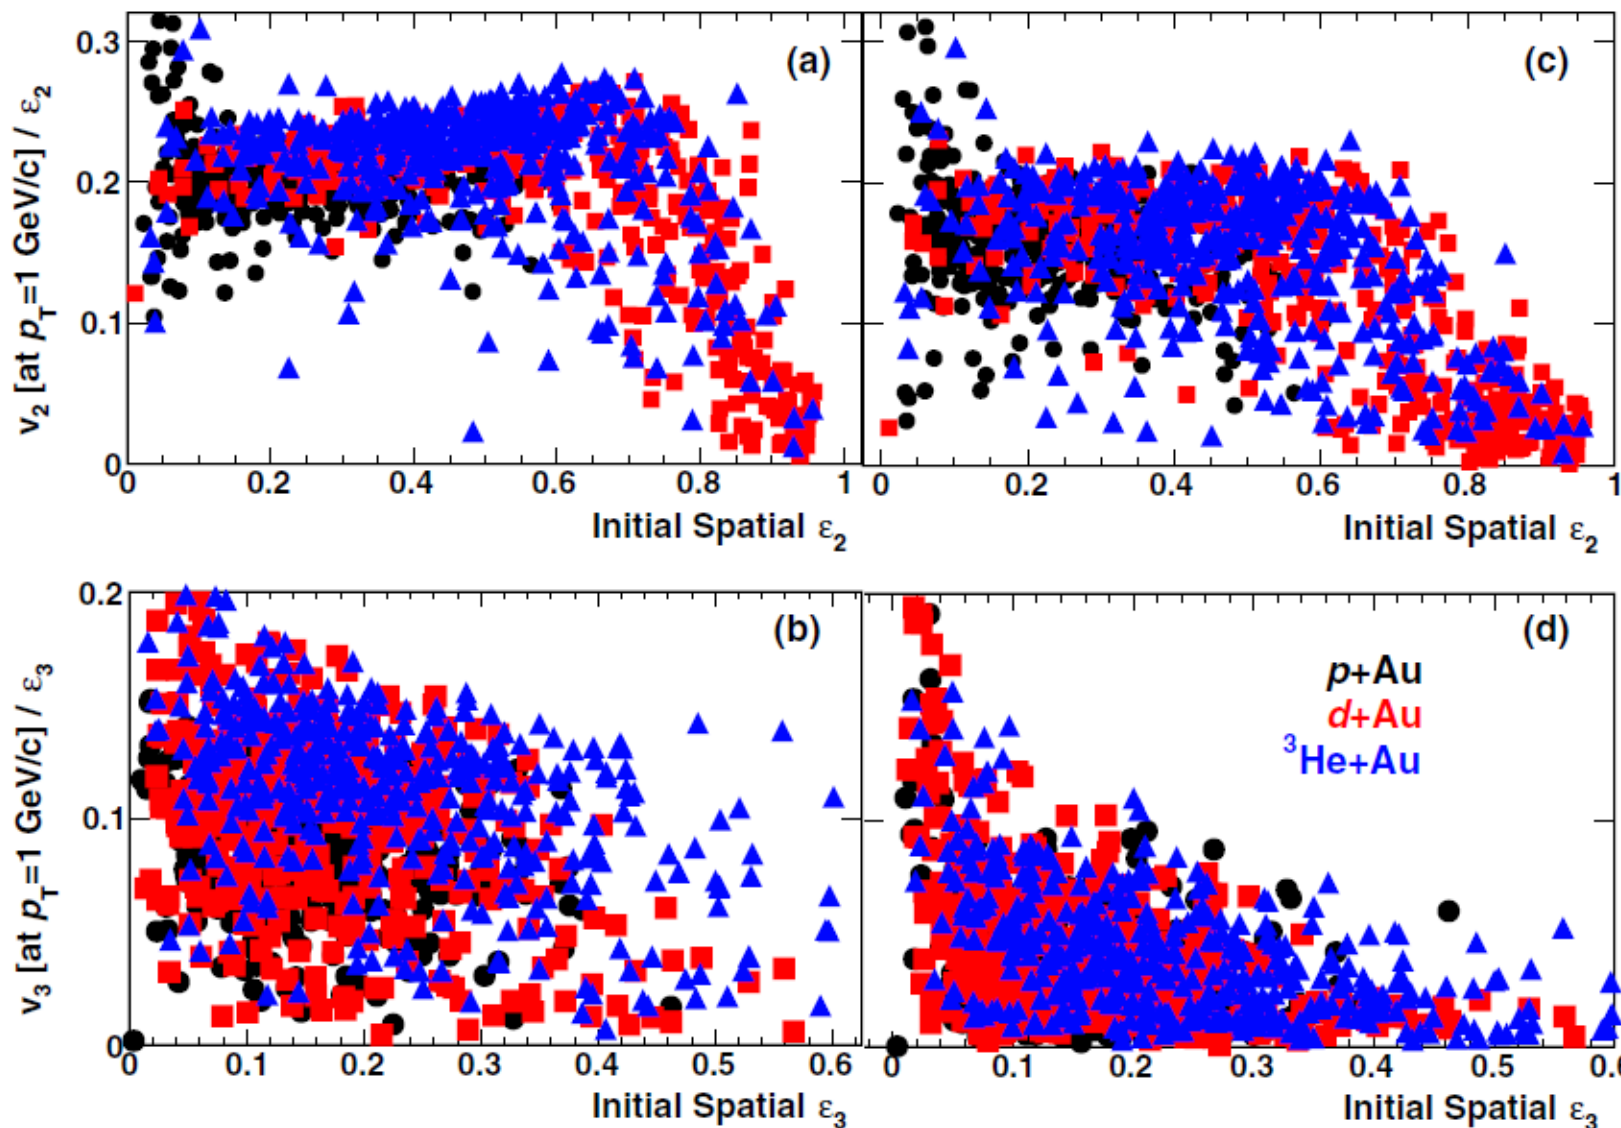 (a)
0.3
0.2
0.1
0
v₂ [at p_T=1 GeV/c] / ε₂
0 0.2 0.4 0.6 0.8 1
Initial Spatial ε₂
(c)
0 0.2 0.4 0.6 0.8 1
Initial Spatial ε₂
(b)
0.2
0.1
0
v₃ [at p_T=1 GeV/c] / ε₃
0.1 0.2 0.3 0.4 0.5 0.6
Initial Spatial ε₃
(d)
p+Au
d+Au
³He+Au
0 0.1 0.2 0.3 0.4 0.5
Initial Spatial ε₃